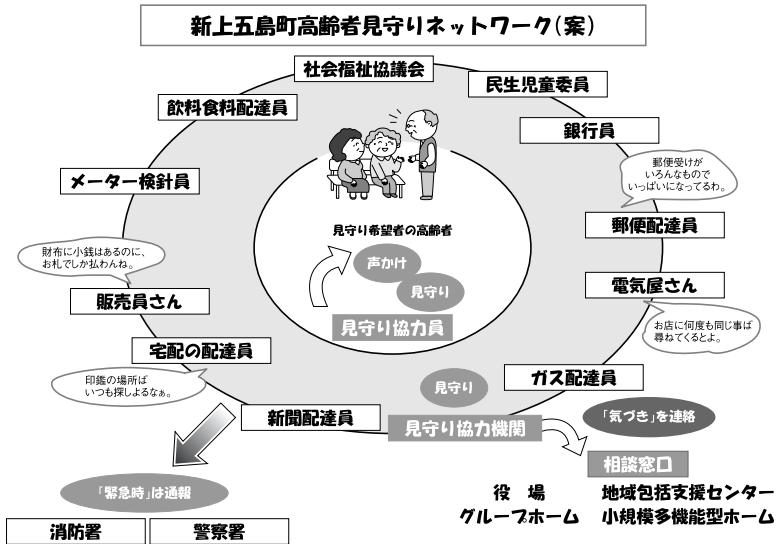 新上五島町高齢者見守りネットワーク(案)
社会福祉協議会
民生児童委員
飲料食料配達員
銀行員
メーター検針員
郵便受けが
いろんなもので
いっぱいになってるわ。
郵便配達員
見守り希望者の高齢者
声かけ
見守り
見守り協力員
財布に小銭はあるのに、
お札でしか払わんね。
販売員さん
電気屋さん
お店に何度も同じ事ば
尋ねてくるとよ。
宅配の配達員
印鑑の場所ば
いつも探しよるなぁ。
ガス配達員
見守り
新聞配達員
見守り協力機関
「気づき」を連絡
相談窓口
役 場 地域包括支援センター
グループホーム 小規模多機能型ホーム
「緊急時」は通報
消防署 警察署